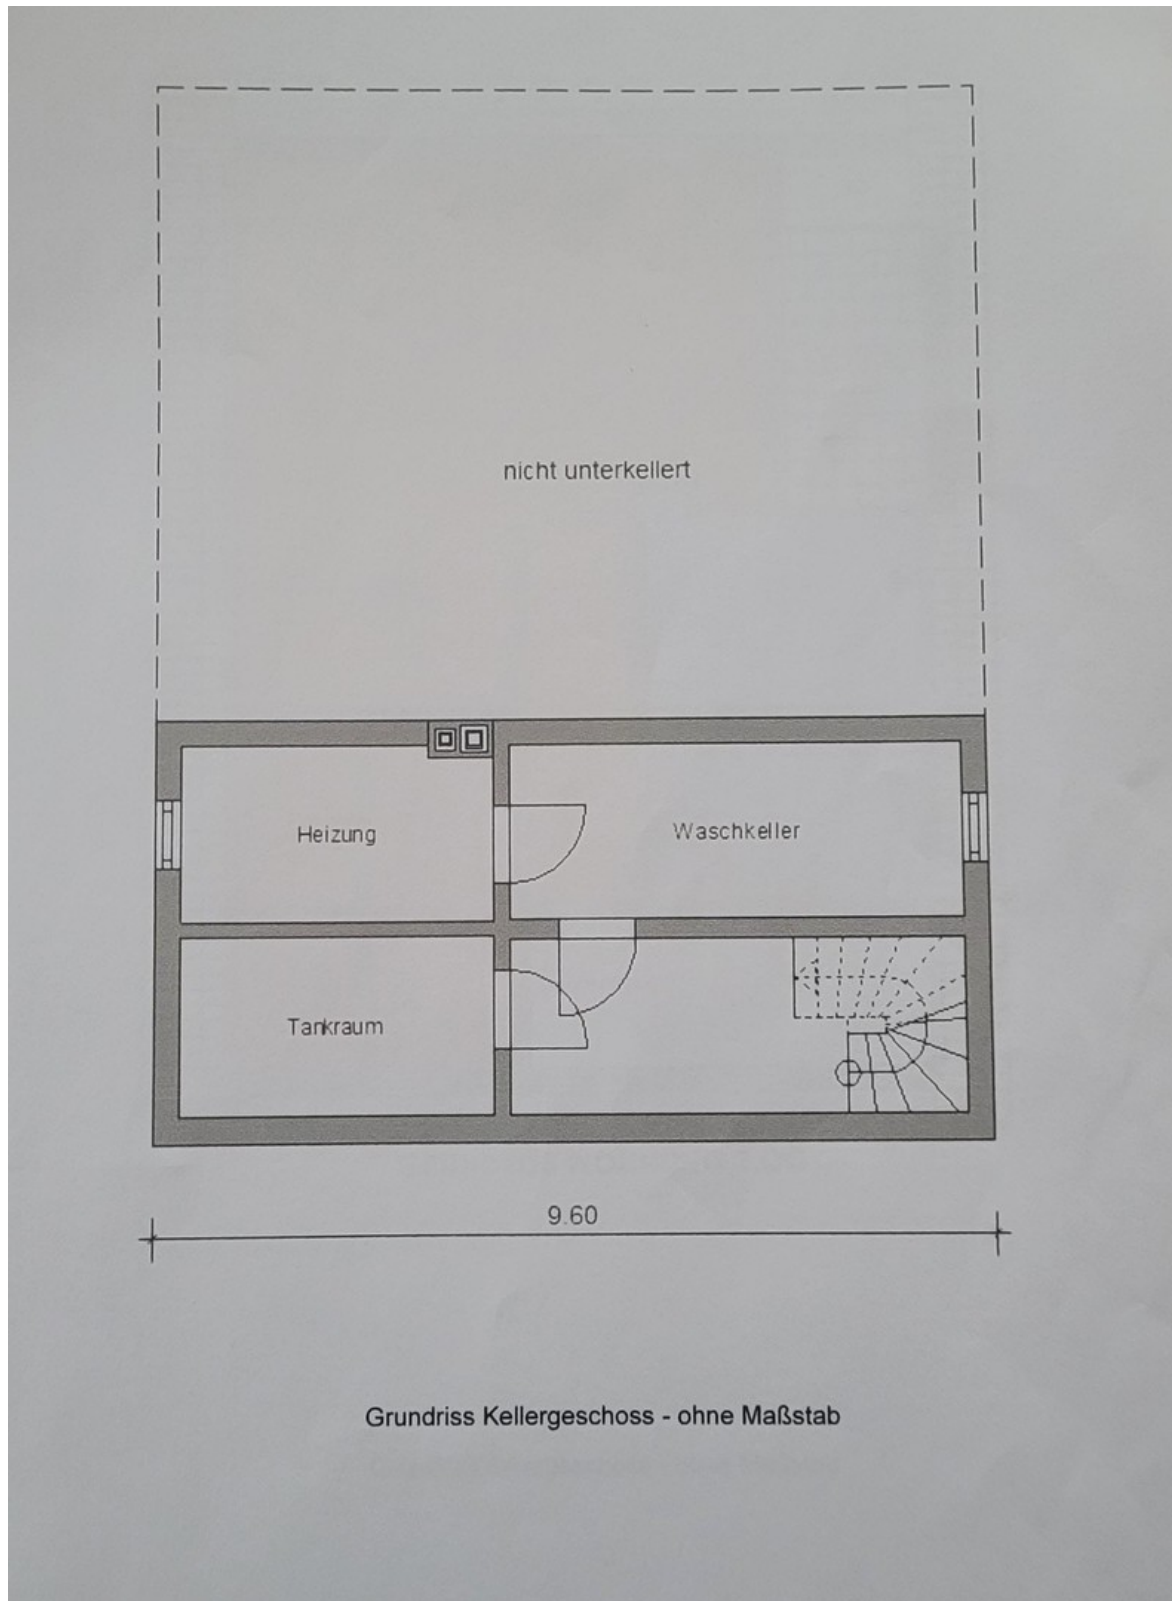 nicht unterkellert
Heizung
Waschkeller
Tankraum
9.60
Grundriss Kellergeschoss - ohne Maßstab